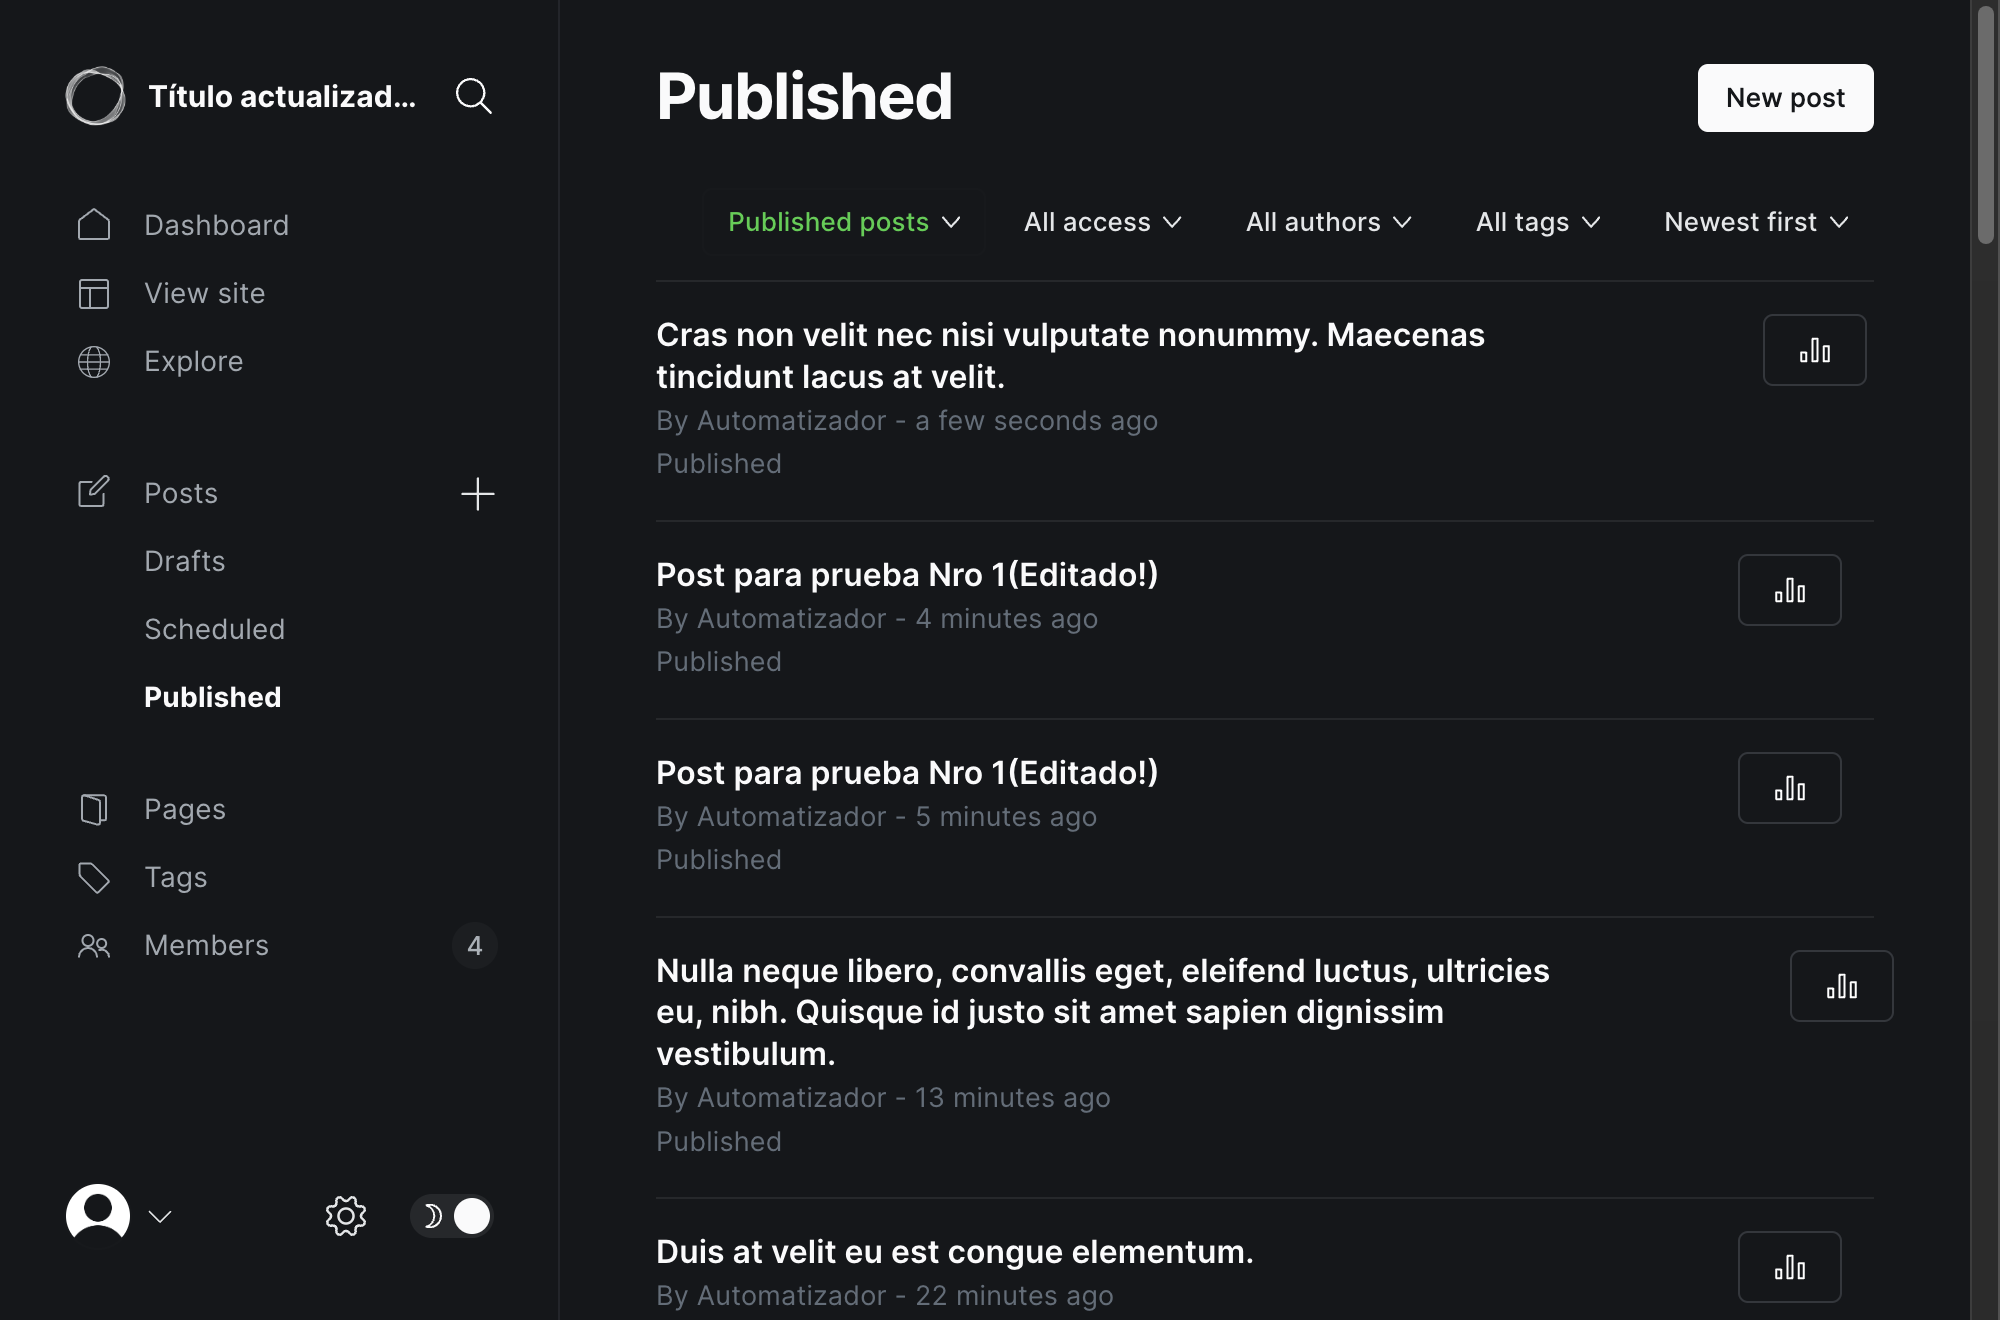 Título actualizad...
Dashboard
View site
Explore
Posts
Drafts
Scheduled
Published
Pages
Tags
Members
4
Published
New post
Published posts
All access
All authors
All tags
Newest first
Cras non velit nec nisi vulputate nonummy. Maecenas
tincidunt lacus at velit.
By Automatizador - a few seconds ago
Published
Post para prueba Nro 1(Editado!)
By Automatizador - 4 minutes ago
Published
Post para prueba Nro 1(Editado!)
By Automatizador - 5 minutes ago
Published
Nulla neque libero, convallis eget, eleifend luctus, ultricies
eu, nibh. Quisque id justo sit amet sapien dignissim
vestibulum.
By Automatizador - 13 minutes ago
Published
Duis at velit eu est congue elementum.
By Automatizador - 22 minutes ago